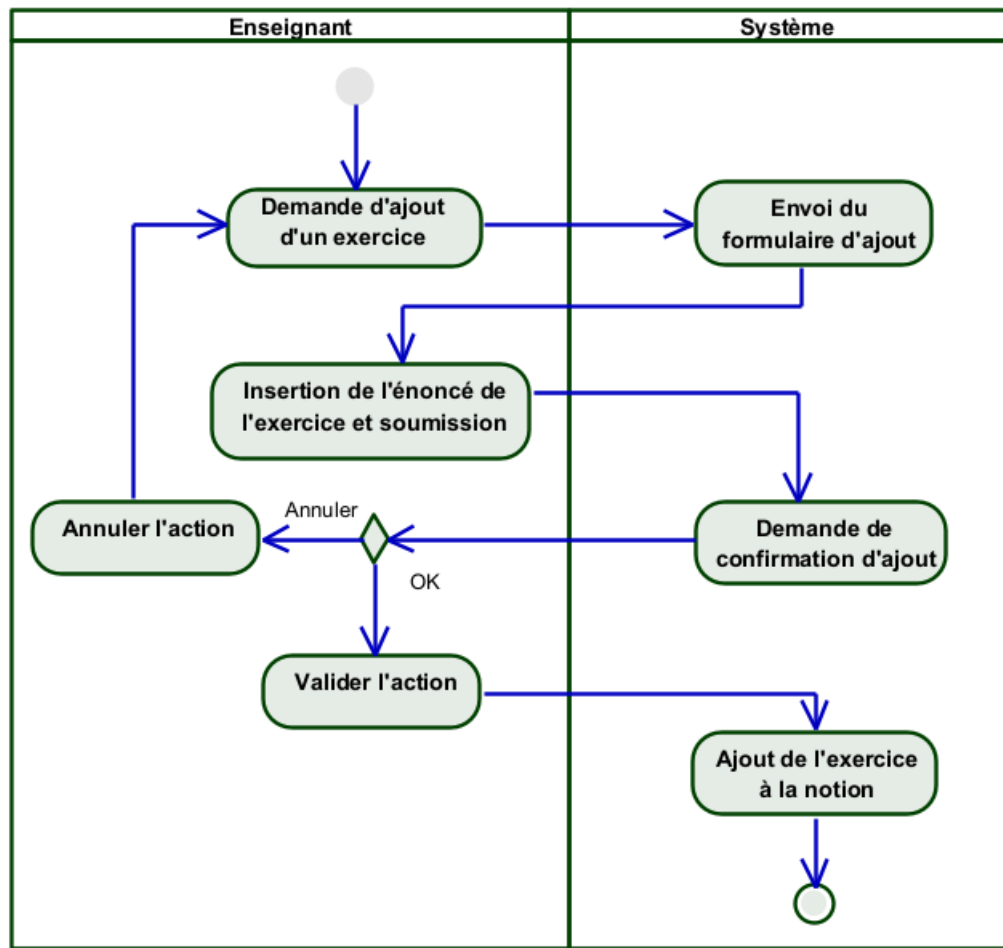 Enseignant
Système
Demande d'ajout
d'un exercice
Envoi du
formulaire d'ajout
Insertion de l'énoncé de
l'exercice et soumission
Annuler l'action
Annuler
OK
Demande de
confirmation d'ajout
Valider l'action
Ajout de l'exercice
à la notion